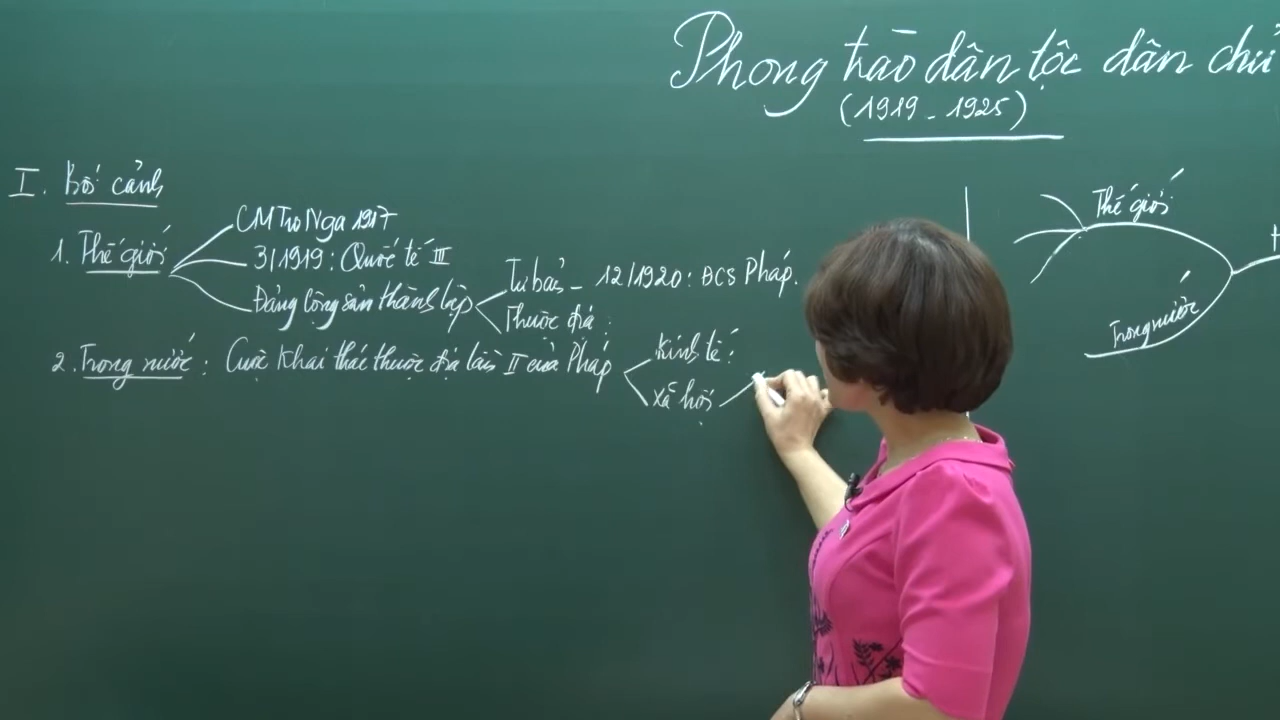 Phong trào dân tộc dân chủ
(1919 - 1925)
I. Bối cảnh
1. Thế giới
CMT10 Nga 1917
3/1919: Quốc tế III
Đảng Cộng sản thành lập
Tư bản - 12/1920: ĐCS Pháp.
Thuộc địa:
2. Trong nước: Cuộc khai thác thuộc địa lần II của Pháp
Kinh tế:
Xã hội
Thế giới
Trong nước